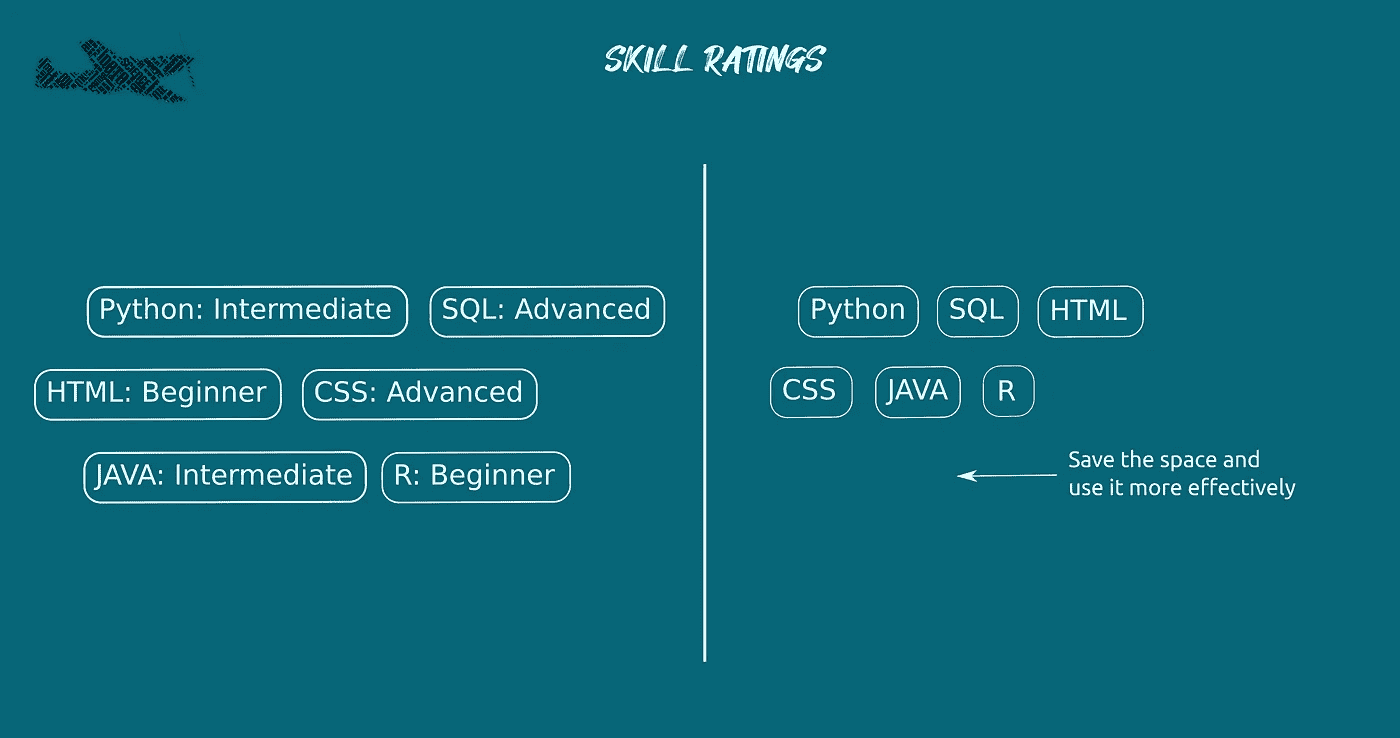 SKILL RATINGS
Python: Intermediate
SQL: Advanced
HTML: Beginner
CSS: Advanced
JAVA: Intermediate
R: Beginner
Python
SQL
HTML
CSS
JAVA
R
Save the space and
use it more effectively